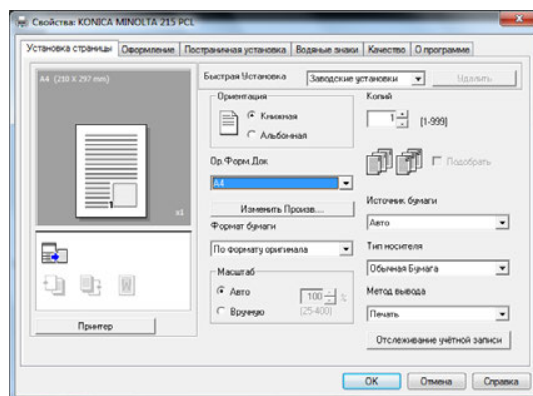 Свойства: KONICA MINOLTA 215 PCL
Установка страницы Оформление Постраничная установка Водяные знаки Качество О программе
A4 (210 X 297 mm)
x1
Принтер
Быстрая Установка Заводские установки Удалить
Ориентация
Книжная
Альбомная
Ор.Форм.Док
A4
Изменить Произв...
Формат бумаги
По формату оригинала
Масштаб
Авто
Вручную
100 %
(25-400)
Копий
1 (1-999)
Подобрать
Источник бумаги
Авто
Тип носителя
Обычная Бумага
Метод вывода
Печать
Отслеживание учётной записи
OK Отмена Справка